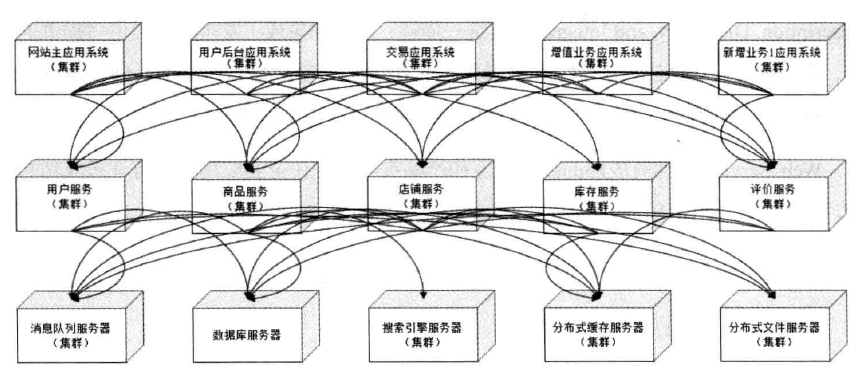 网站主应用系统
（集群）
用户后台应用系统
（集群）
交易应用系统
（集群）
增值业务应用系统
（集群）
新增业务1应用系统
（集群）
用户服务
（集群）
商品服务
（集群）
店铺服务
（集群）
库存服务
（集群）
评价服务
（集群）
消息队列服务器
（集群）
数据库服务器
搜索引擎服务器
（集群）
分布式缓存服务器
（集群）
分布式文件服务器
（集群）